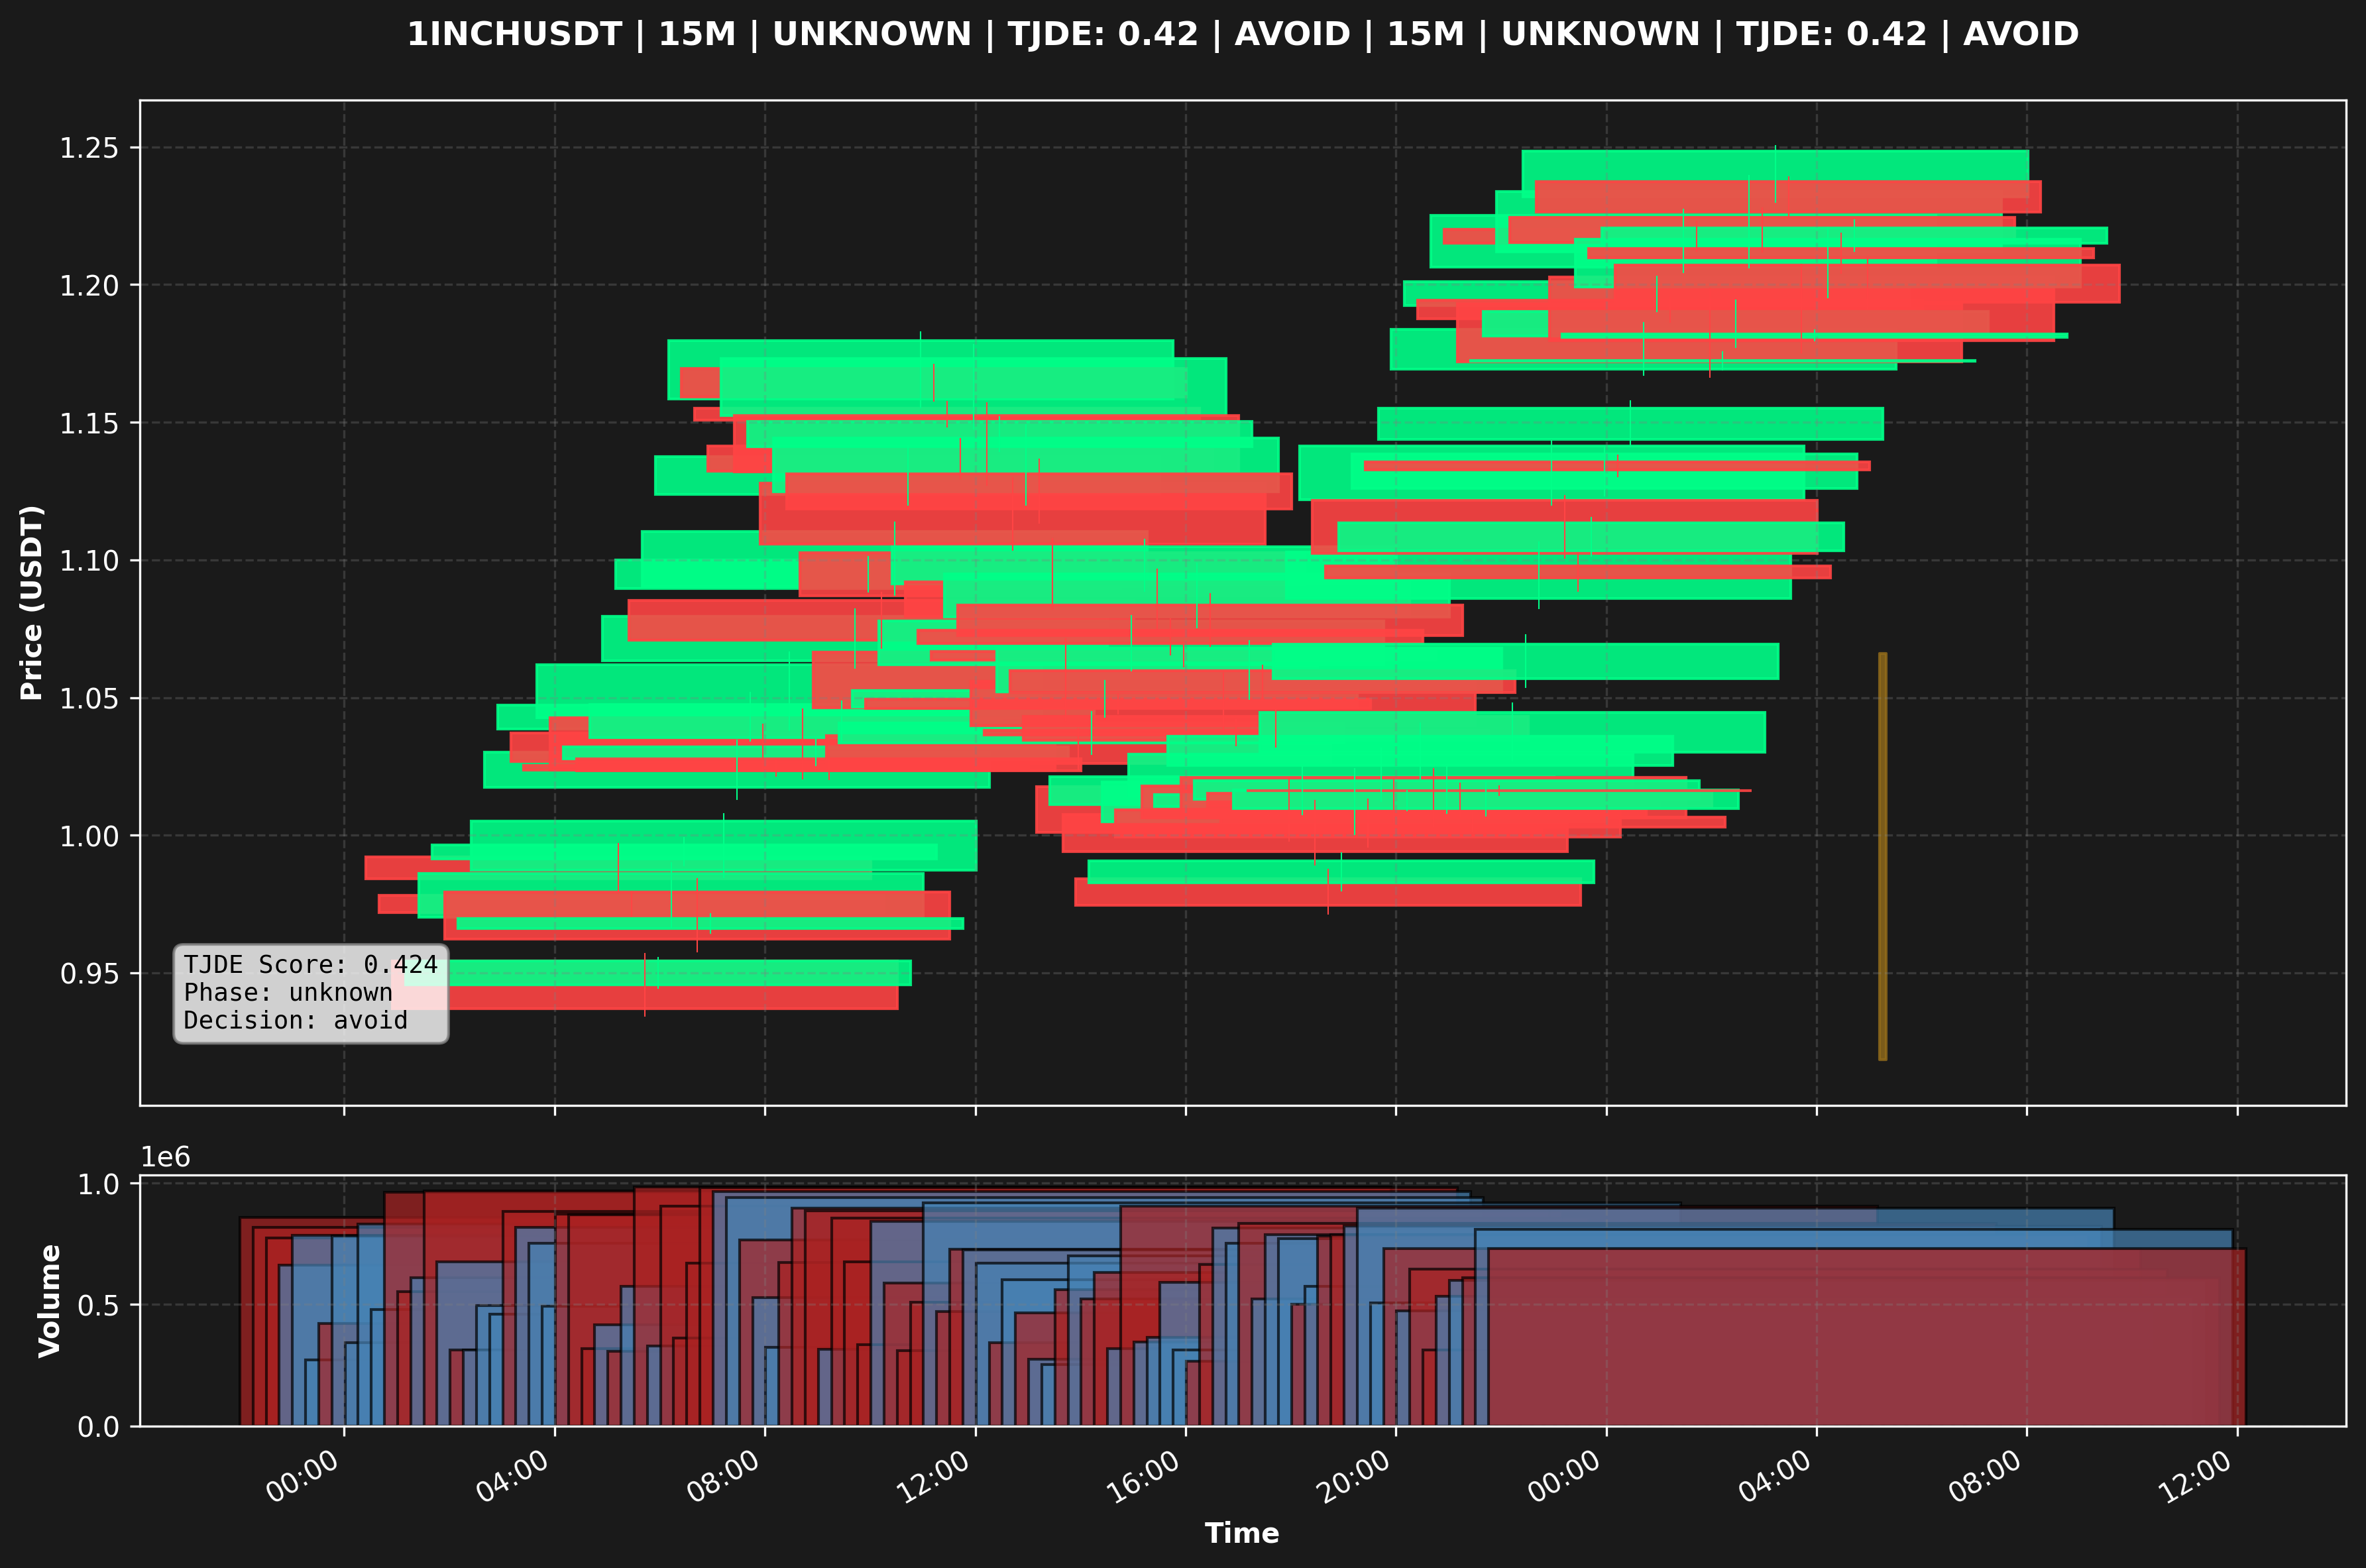 1INCHUSDT | 15M | UNKNOWN | TJDE: 0.42 | AVOID | 15M | UNKNOWN | TJDE: 0.42 | AVOID
Price (USDT)
1.25
1.20
1.15
1.10
1.05
1.00
0.95
TJDE Score: 0.424
Phase: unknown
Decision: avoid
1e6
Volume
1.0
0.5
0.0
00:00
04:00
08:00
12:00
16:00
20:00
00:00
04:00
08:00
12:00
Time